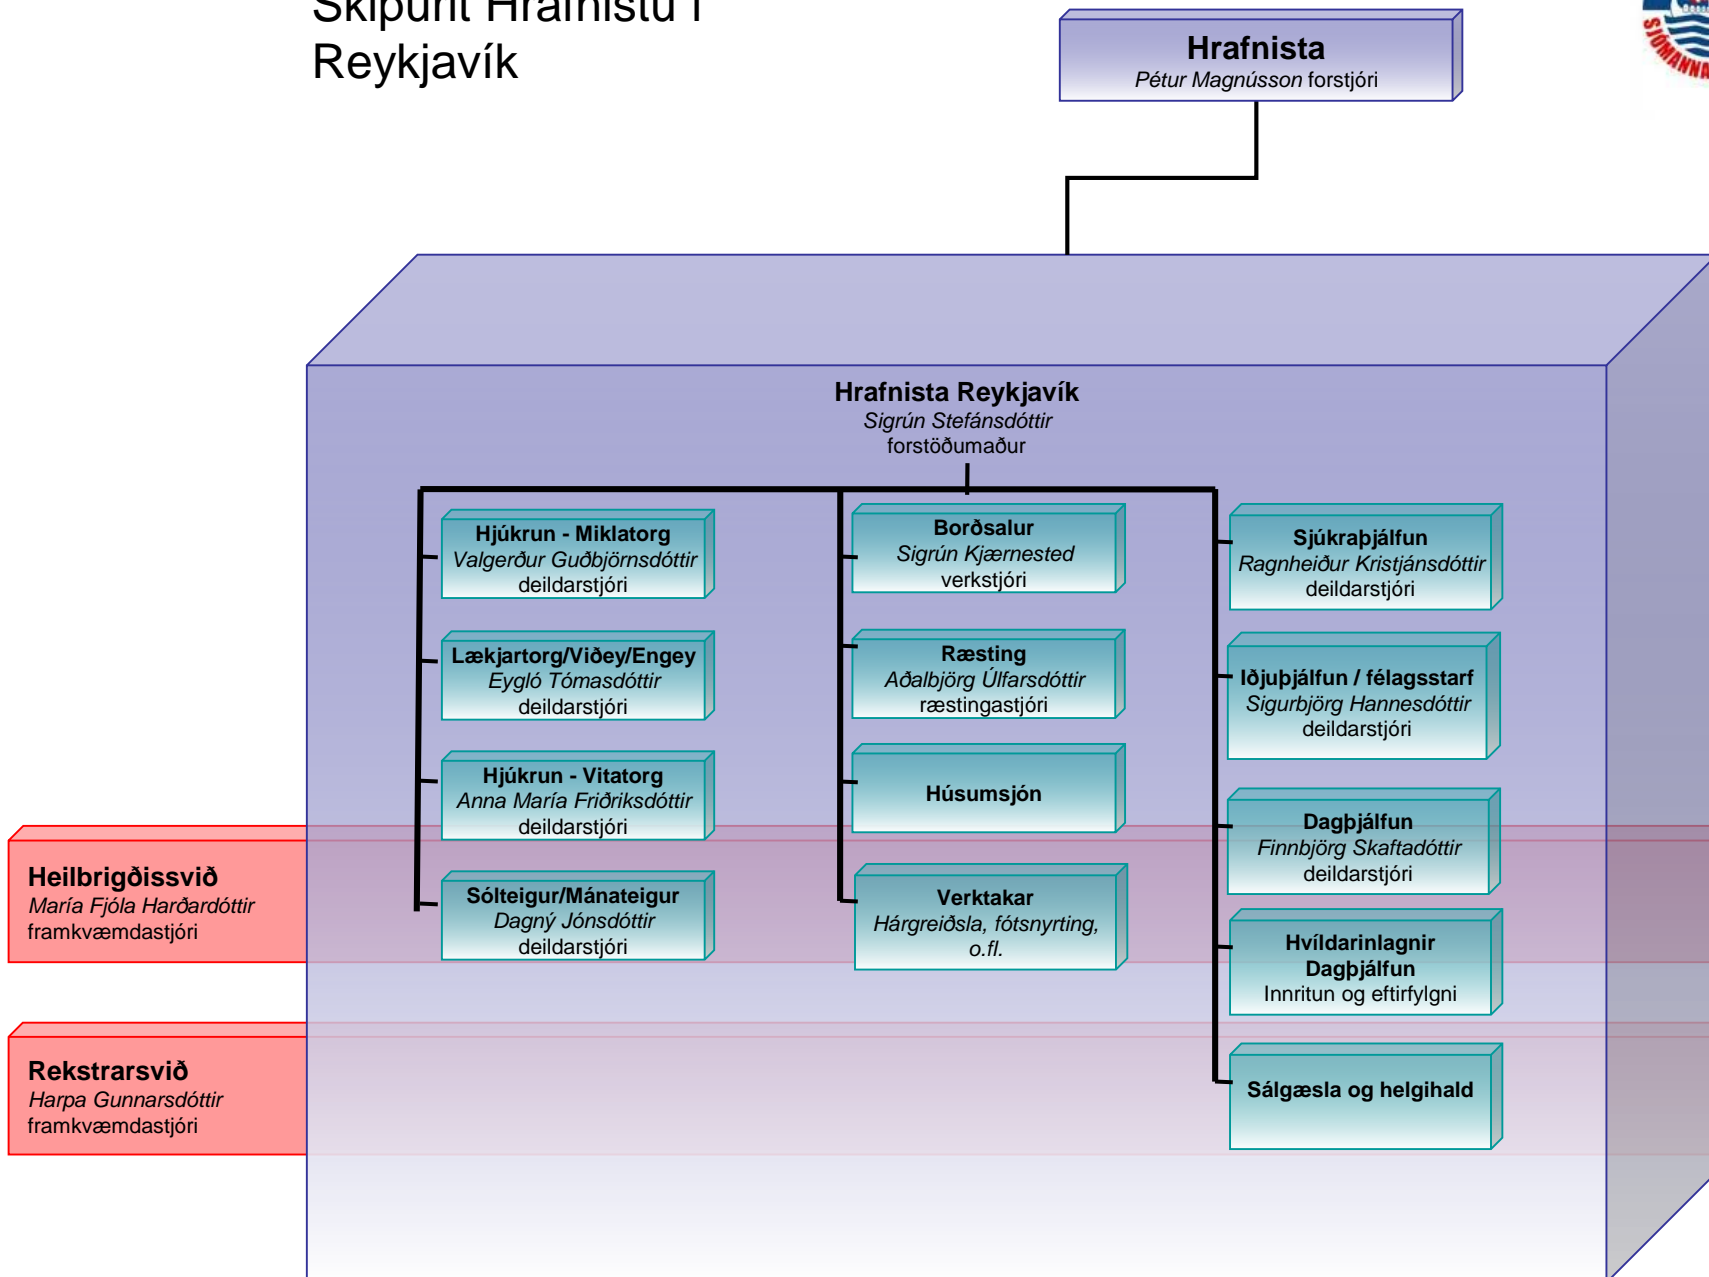 Skipurit Hrafnistu í
Reykjavík
Hrafnista
Pétur Magnússon forstjóri
Hrafnista Reykjavík
Sigrún Stefánsdóttir
forstöðumaður
Hjúkrun - Miklatorg
Valgerður Guðbjörnsdóttir
deildarstjóri
Lækjartorg/Viðey/Engey
Eygló Tómasdóttir
deildarstjóri
Hjúkrun - Vitatorg
Anna María Friðriksdóttir
deildarstjóri
Sólteigur/Mánateigur
Dagný Jónsdóttir
deildarstjóri
Borðsalur
Sigrún Kjærnested
verkstjóri
Ræsting
Aðalbjörg Úlfarsdóttir
ræstingastjóri
Húsumsjón
Verktakar
Hárgreiðsla, fótsnyrting,
o.fl.
Sjúkraþjálfun
Ragnheiður Kristjánsdóttir
deildarstjóri
Iðjuþjálfun / félagsstarf
Sigurbjörg Hannesdóttir
deildarstjóri
Dagþjálfun
Finnbjörg Skaftadóttir
deildarstjóri
Hvíldarinlagnir
Dagþjálfun
Innritun og eftirfylgni
Sálgæsla og helgihald
Heilbrigðissvið
María Fjóla Harðardóttir
framkvæmdastjóri
Rekstrarsvið
Harpa Gunnarsdóttir
framkvæmdastjóri